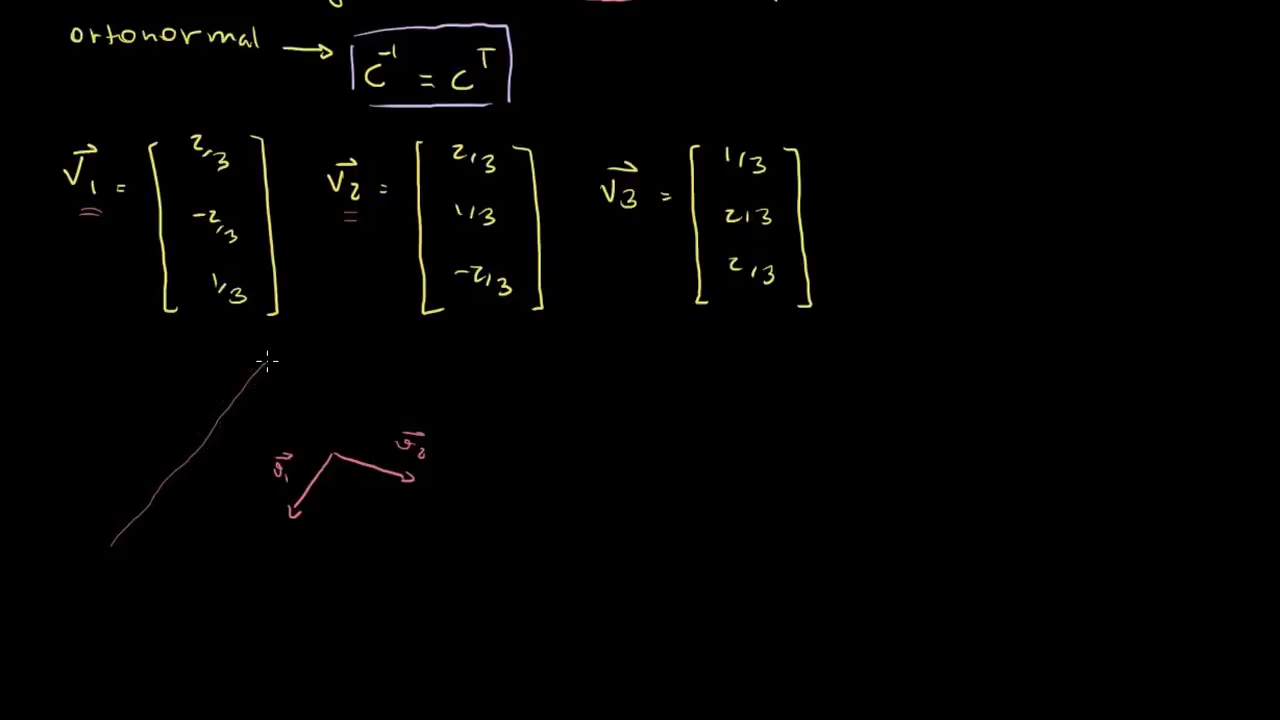 ortonormal → C⁻¹ = Cᵀ
V⃗₁ = [2/3 -2/3 1/3] V⃗₂ = [2/3 1/3 -2/3] V⃗3 = [1/3 2/3 2/3]
v⃗₁ v⃗₂